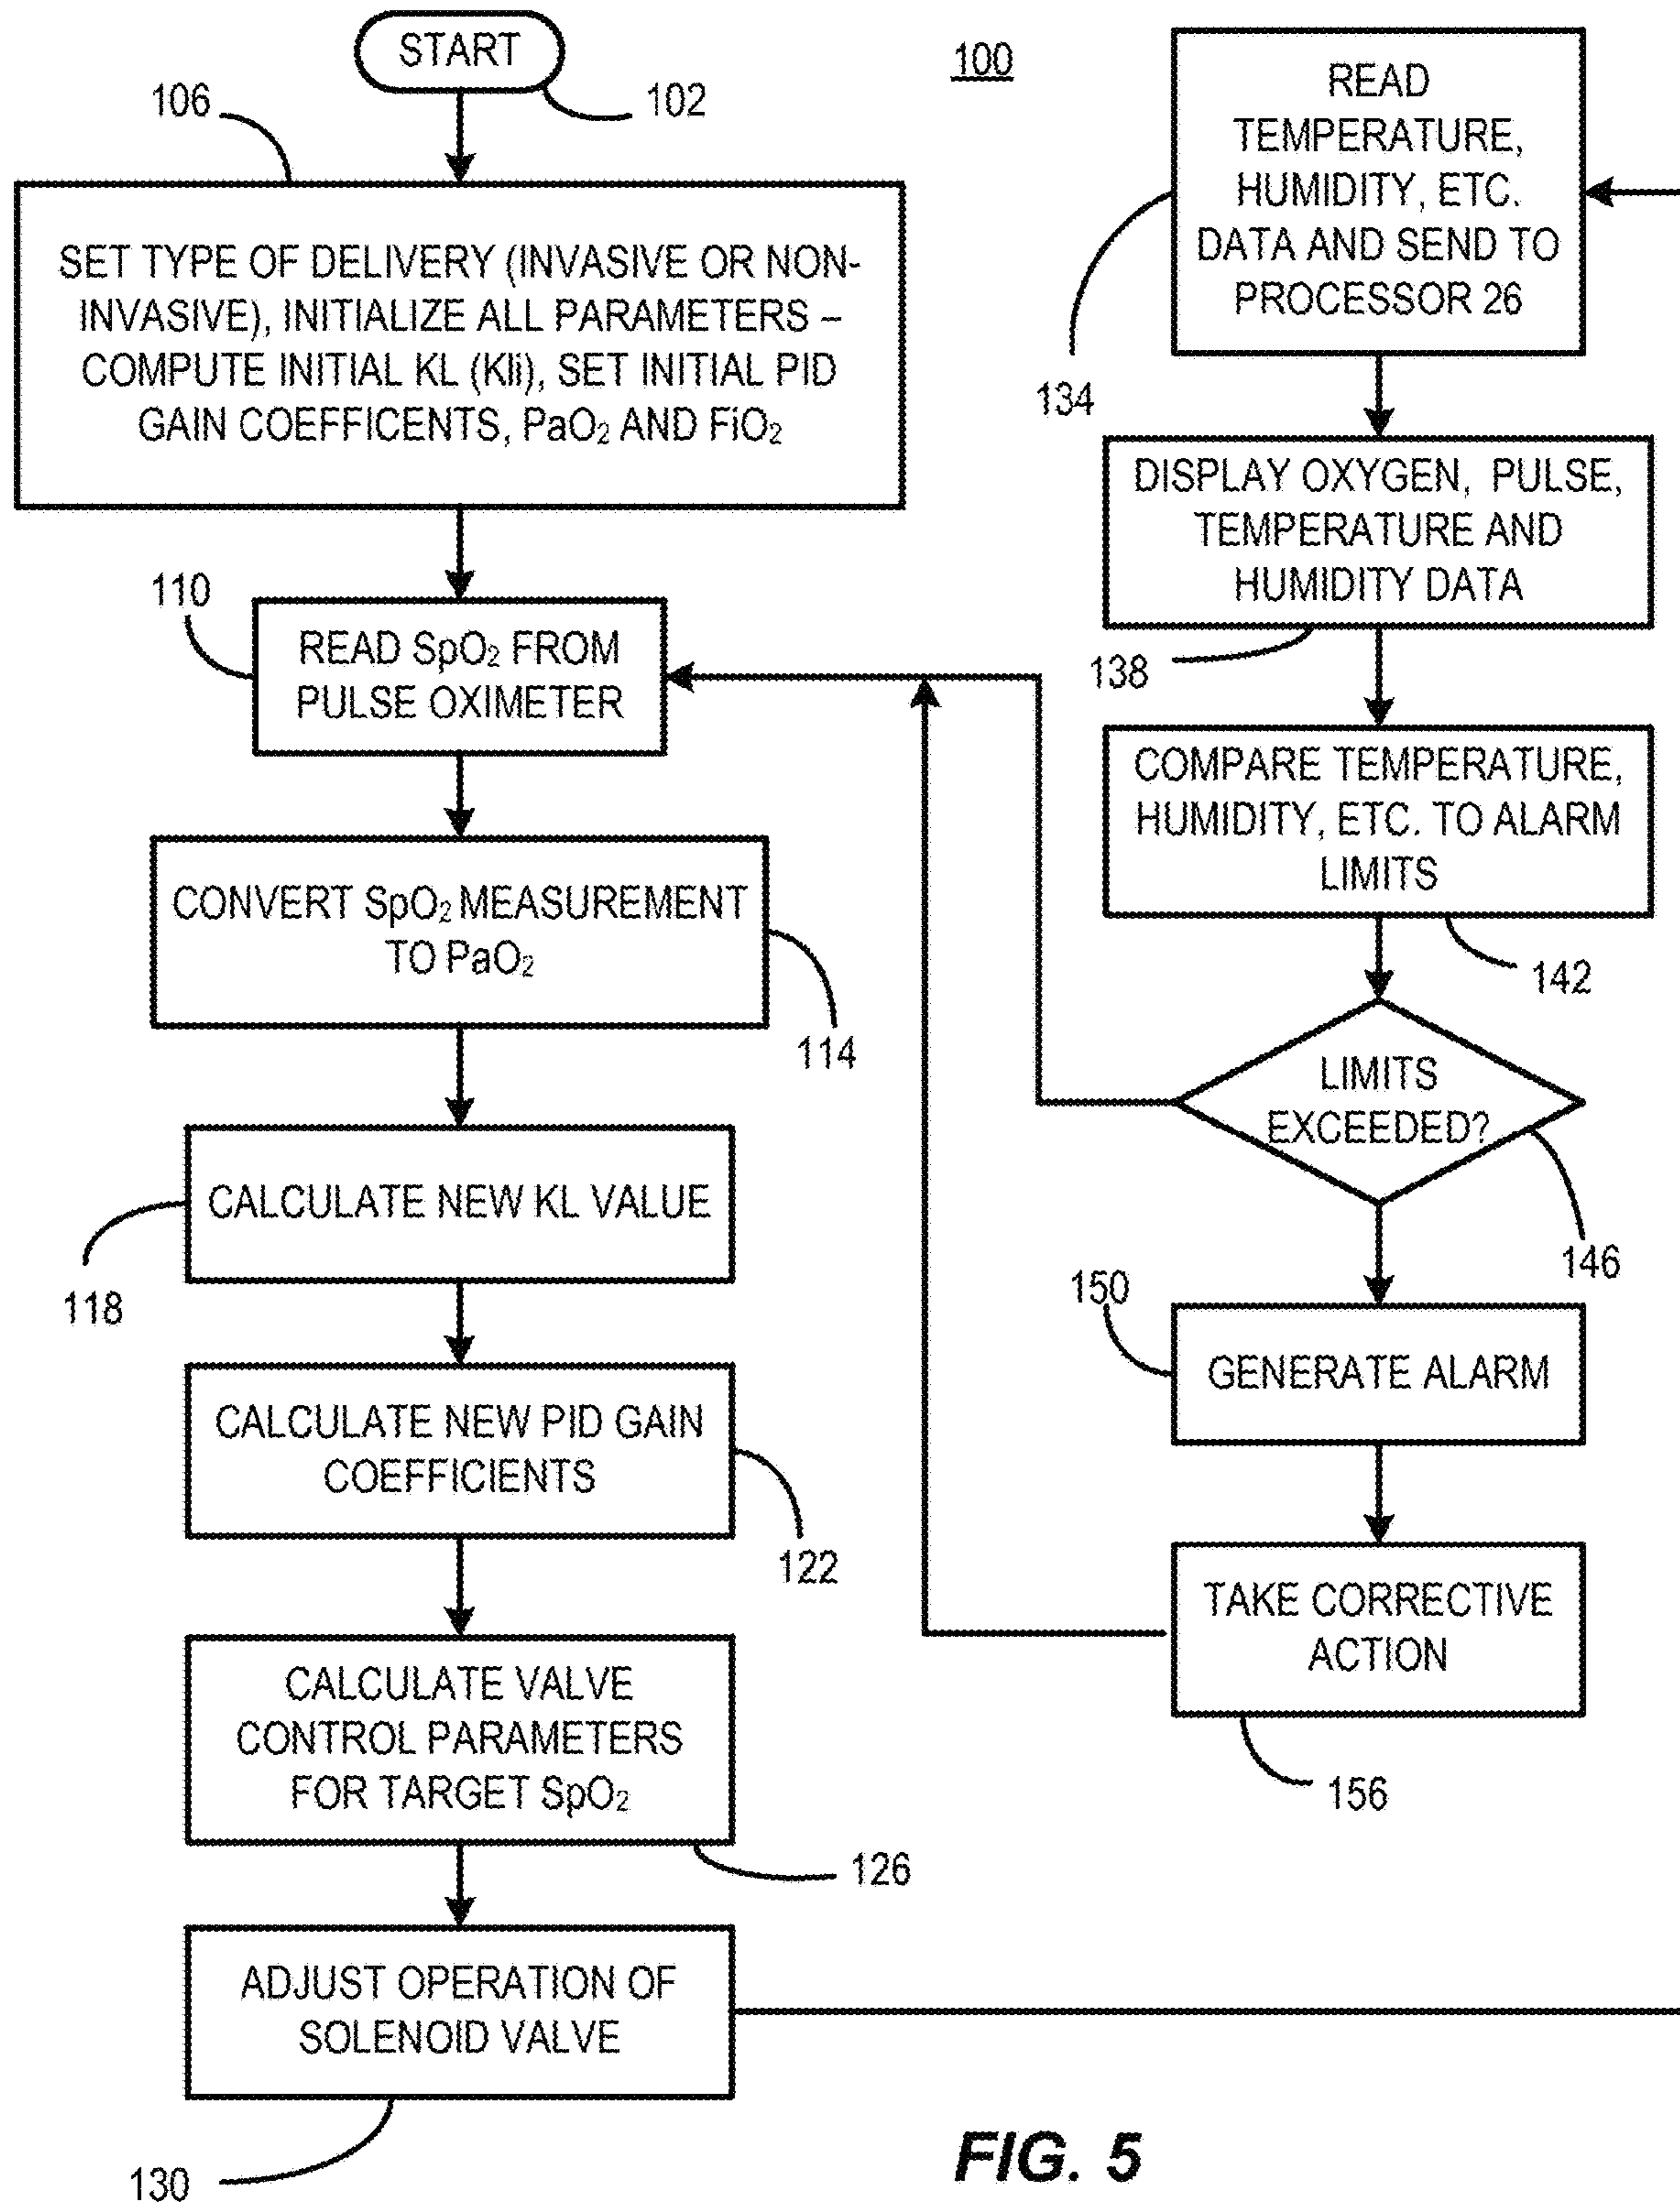 START
102
106
SET TYPE OF DELIVERY (INVASIVE OR NON-
INVASIVE), INITIALIZE ALL PARAMETERS –
COMPUTE INITIAL KL (Kli), SET INITIAL PID
GAIN COEFFICENTS, PaO₂ AND FiO₂
110
READ SpO₂ FROM
PULSE OXIMETER
CONVERT SpO₂ MEASUREMENT
TO PaO₂
114
CALCULATE NEW KL VALUE
118
CALCULATE NEW PID GAIN
COEFFICIENTS
122
CALCULATE VALVE
CONTROL PARAMETERS
FOR TARGET SpO₂
126
ADJUST OPERATION OF
SOLENOID VALVE
130
100
READ
TEMPERATURE,
HUMIDITY, ETC.
DATA AND SEND TO
PROCESSOR 26
134
DISPLAY OXYGEN, PULSE,
TEMPERATURE AND
HUMIDITY DATA
138
COMPARE TEMPERATURE,
HUMIDITY, ETC. TO ALARM
LIMITS
142
LIMITS
EXCEEDED?
146
150
GENERATE ALARM
TAKE CORRECTIVE
ACTION
156
FIG. 5